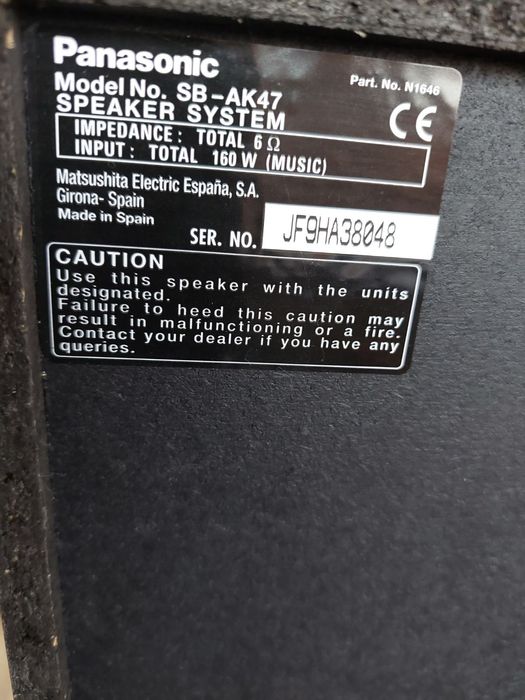 Panasonic
Part. No. N1646
Model No. SB-AK47
SPEAKER SYSTEM
CE
IMPEDANCE: TOTAL 6 Ω
INPUT: TOTAL 160 W (MUSIC)
Matsushita Electric España, S.A.
Girona- Spain
Made in Spain
SER. NO. JF9HA38048
CAUTION
Use this speaker with the units
designated.
Failure to heed this caution may
result in malfunctioning or a fire.
Contact your dealer if you have any
queries.